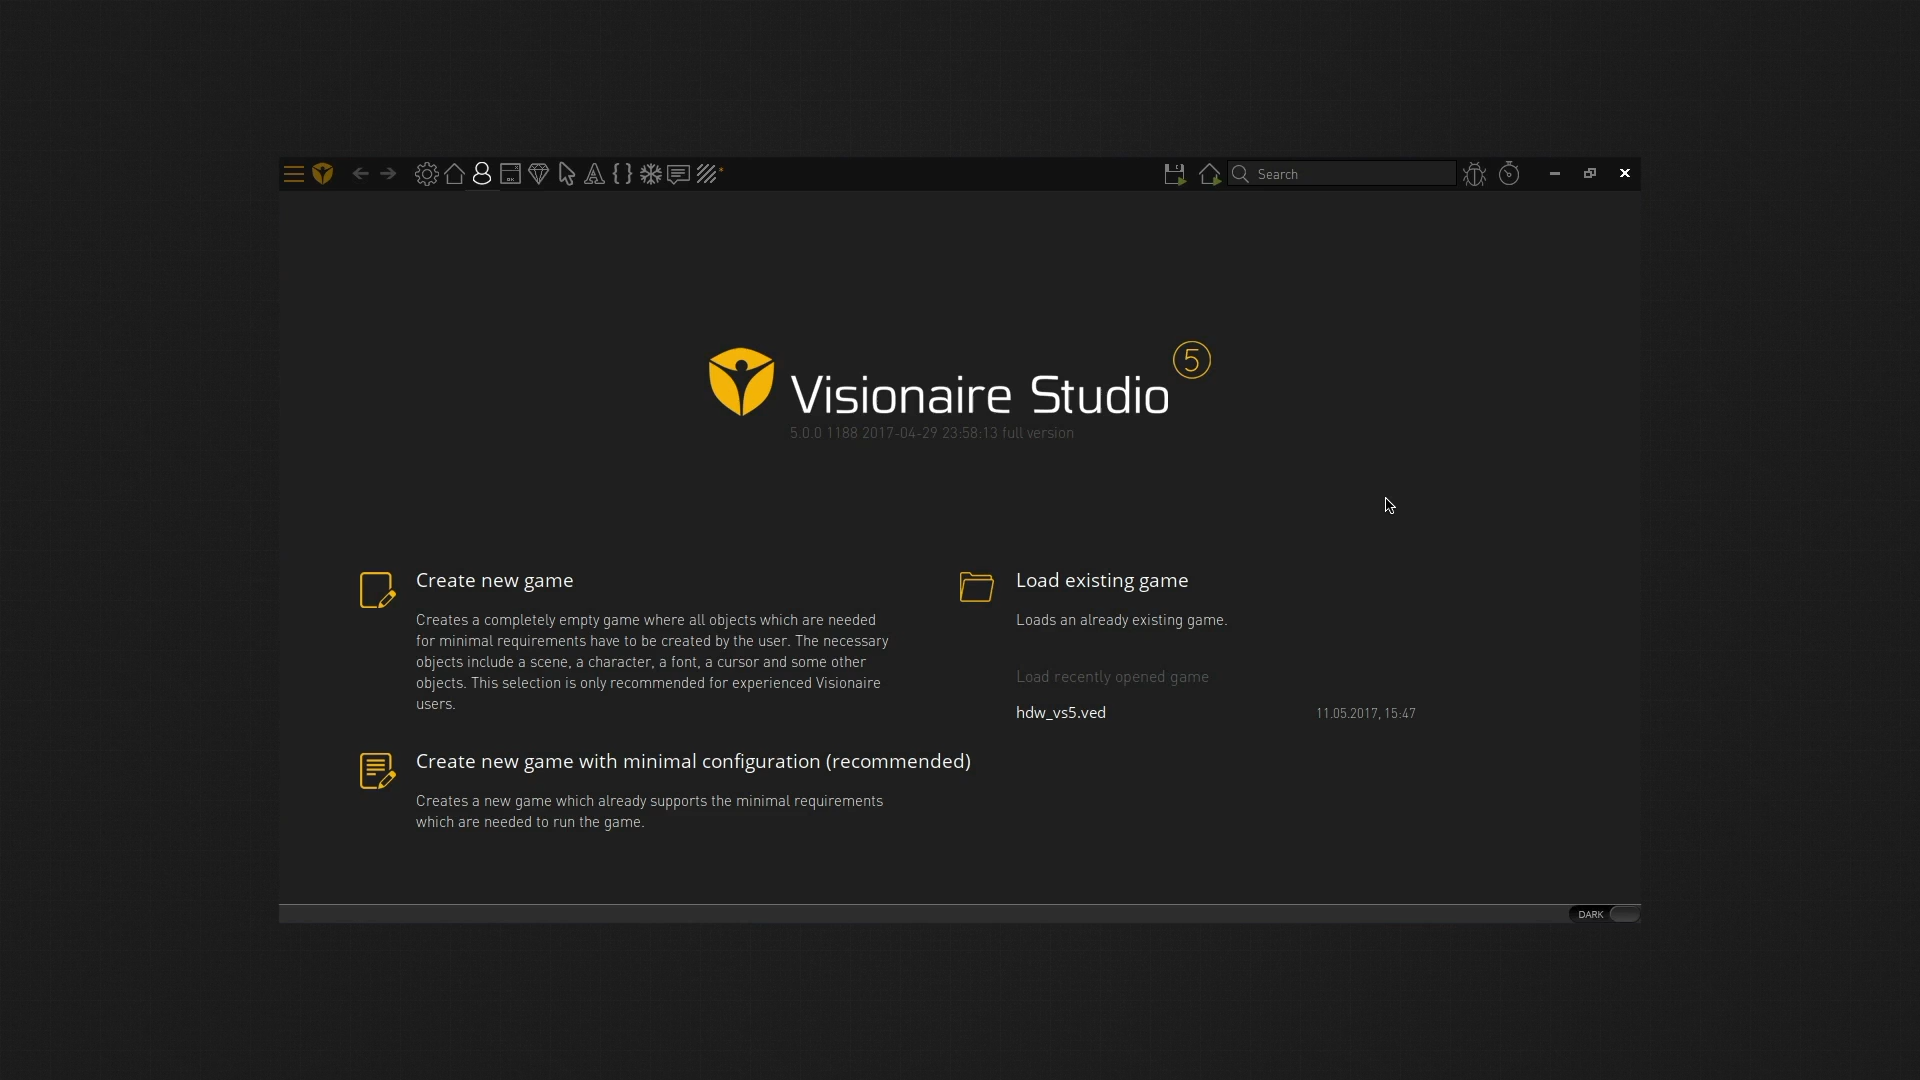 Search
5
Visionaire Studio
5.0.0 1188 2017-04-29 23:58:13 full version
Create new game
Creates a completely empty game where all objects which are needed
for minimal requirements have to be created by the user. The necessary
objects include a scene, a character, a font, a cursor and some other
objects. This selection is only recommended for experienced Visionaire
users.
Create new game with minimal configuration (recommended)
Creates a new game which already supports the minimal requirements
which are needed to run the game.
Load existing game
Loads an already existing game.
Load recently opened game
hdw_vs5.ved 11.05.2017, 15:47
DARK